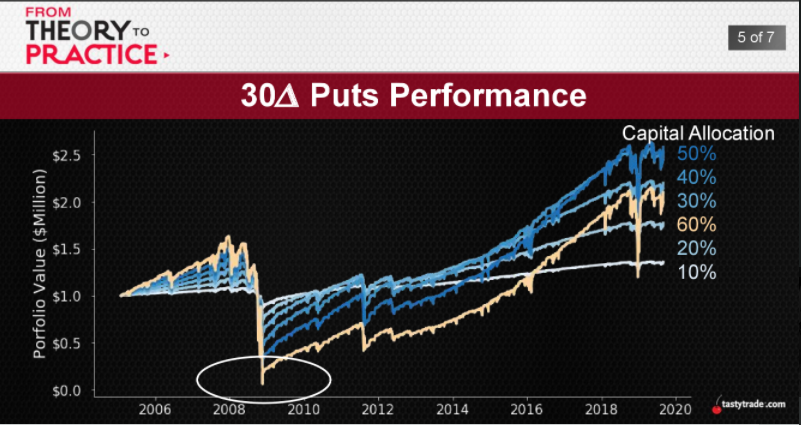 FROM
THEORY TO
PRACTICE
5 of 7
30Δ Puts Performance
Capital Allocation
50%
40%
30%
60%
20%
10%
Porfolio Value ($Million)
$2.5
$2.0
$1.5
$1.0
$0.5
$0.0
2006 2008 2010 2012 2014 2016 2018 2020
tastytrade.com